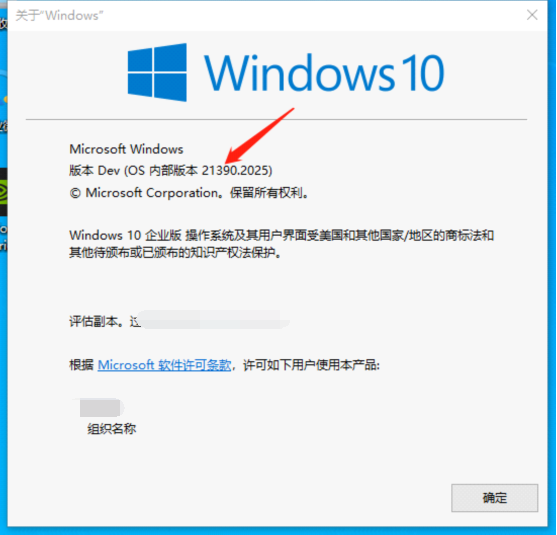 关于“Windows”
Windows 10
Microsoft Windows
版本 Dev (OS 内部版本 21390.2025)
© Microsoft Corporation。保留所有权利。
Windows 10 企业版 操作系统及其用户界面受美国和其他国家/地区的商标法和
其他待颁布或已颁布的知识产权法保护。
评估副本。
根据 Microsoft 软件许可条款，许可如下用户使用本产品:
组织名称
确定